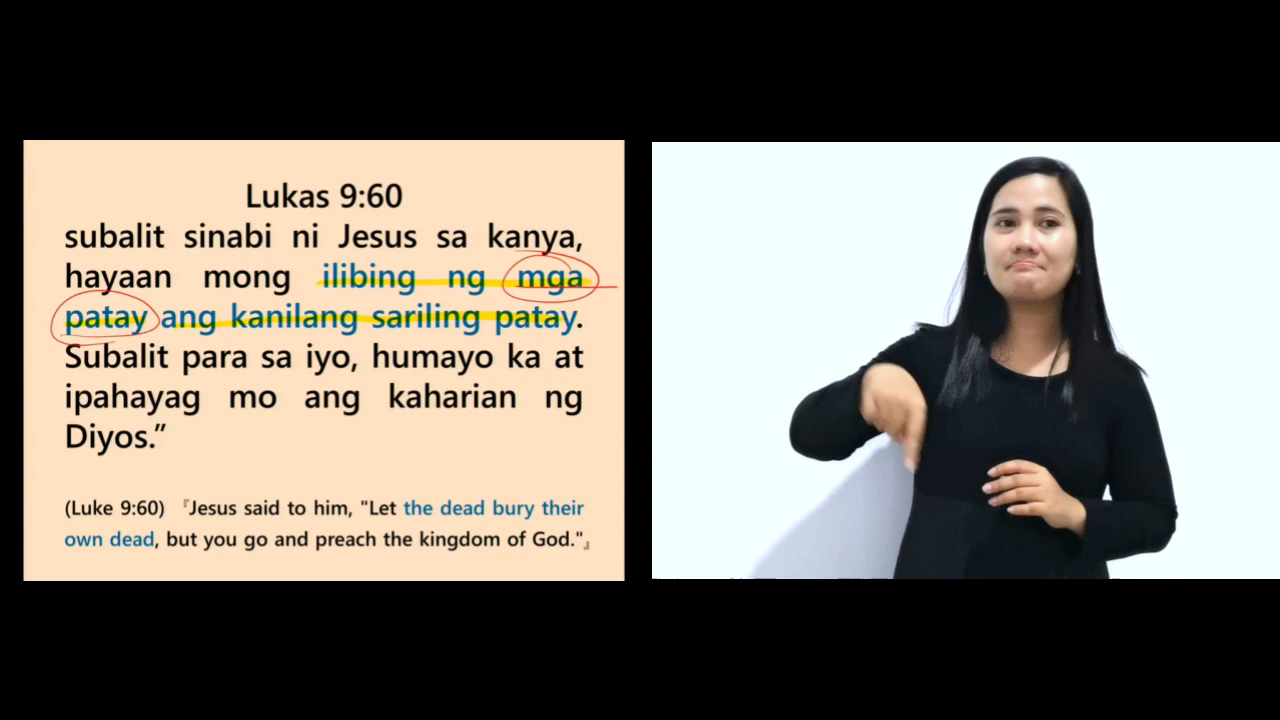 Lukas 9:60
subalit sinabi ni Jesus sa kanya,
hayaan mong ilibing ng mga
patay ang kanilang sariling patay.
Subalit para sa iyo, humayo ka at
ipahayag mo ang kaharian ng
Diyos.”
(Luke 9:60) 『Jesus said to him, "Let the dead bury their
own dead, but you go and preach the kingdom of God."』